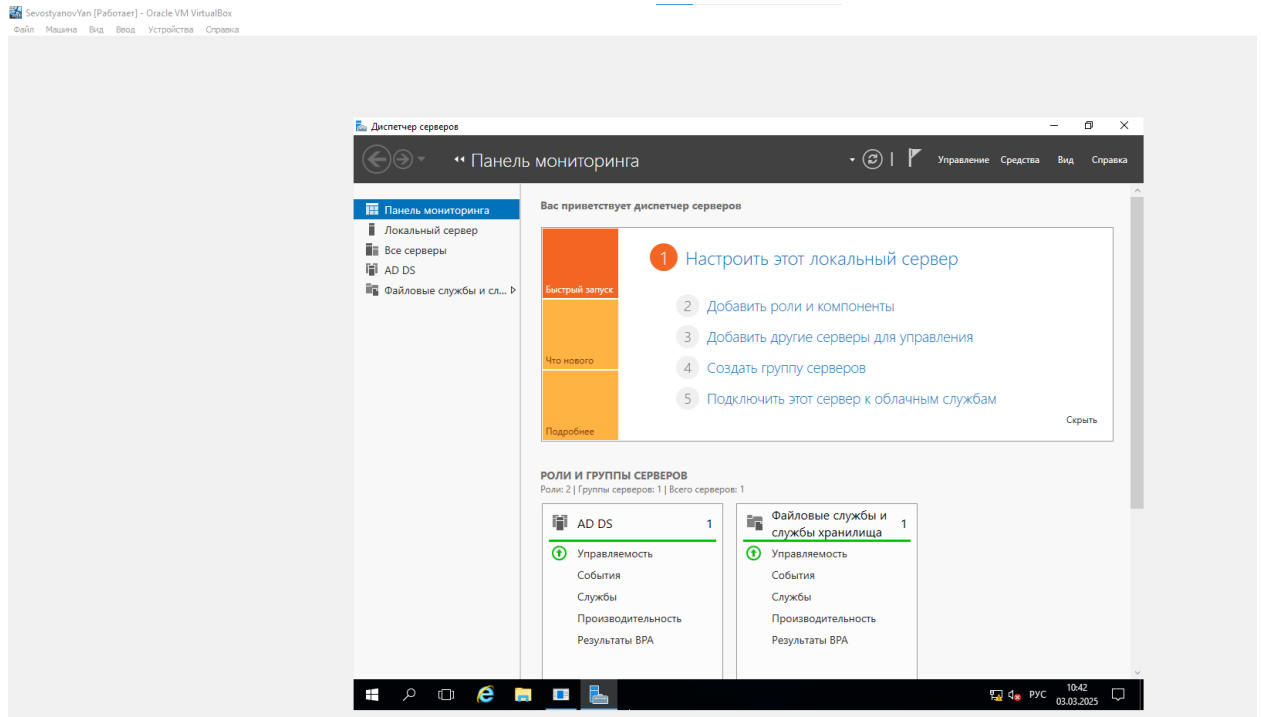 SevostyanovYan [Работает] - Oracle VM VirtualBox
Файл Машина Вид Ввод Устройства Справка
Диспетчер серверов
Панель мониторинга
Управление Средства Вид Справка
Панель мониторинга
Локальный сервер
Все серверы
AD DS
Файловые службы и сл...
Вас приветствует диспетчер серверов
Быстрый запуск
Что нового
Подробнее
1 Настроить этот локальный сервер
2 Добавить роли и компоненты
3 Добавить другие серверы для управления
4 Создать группу серверов
5 Подключить этот сервер к облачным службам
Скрыть
РОЛИ И ГРУППЫ СЕРВЕРОВ
Роли: 2 | Группы серверов: 1 | Всего серверов: 1
AD DS 1
Управляемость
События
Службы
Производительность
Результаты BPA
Файловые службы и
службы хранилища 1
Управляемость
События
Службы
Производительность
Результаты BPA
РУС
10:42
03.03.2025